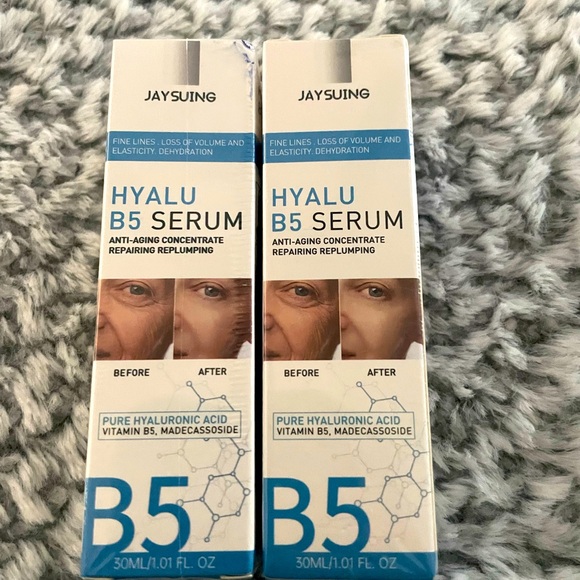 JAYSUING
FINE LINES . LOSS OF VOLUME AND
ELASTICITY. DEHYDRATION
HYALU
B5 SERUM
ANTI-AGING CONCENTRATE
REPAIRING REPLUMPING
BEFORE AFTER
PURE HYALURONIC ACID
VITAMIN B5, MADECASSOSIDE
B5
30ML/1.01 FL. OZ
JAYSUING
FINE LINES . LOSS OF VOLUME AND
ELASTICITY. DEHYDRATION
HYALU
B5 SERUM
ANTI-AGING CONCENTRATE
REPAIRING REPLUMPING
BEFORE AFTER
PURE HYALURONIC ACID
VITAMIN B5, MADECASSOSIDE
B5
30ML/1.01 FL. OZ